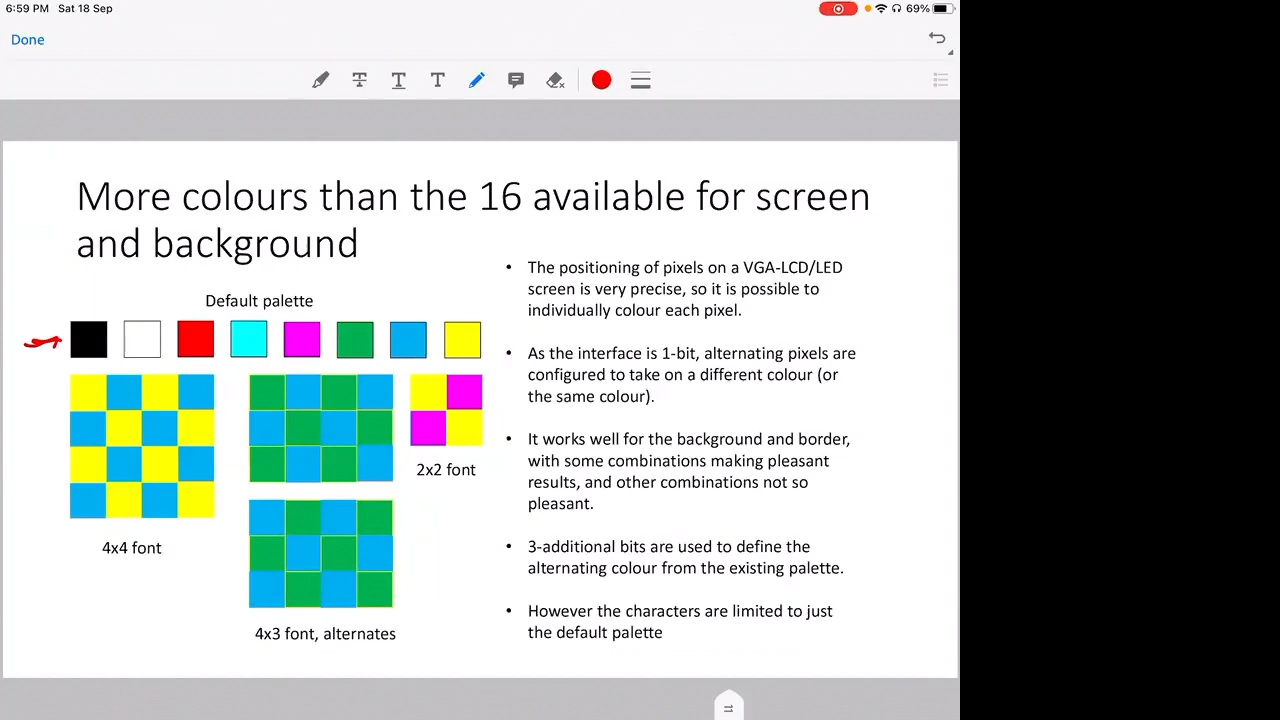 6:59 PM Sat 18 Sep
69%
Done
T T T
More colours than the 16 available for screen
and background
Default palette
4x4 font
4x3 font, alternates
2x2 font
• The positioning of pixels on a VGA-LCD/LED
screen is very precise, so it is possible to
individually colour each pixel.
• As the interface is 1-bit, alternating pixels are
configured to take on a different colour (or
the same colour).
• It works well for the background and border,
with some combinations making pleasant
results, and other combinations not so
pleasant.
• 3-additional bits are used to define the
alternating colour from the existing palette.
• However the characters are limited to just
the default palette
11